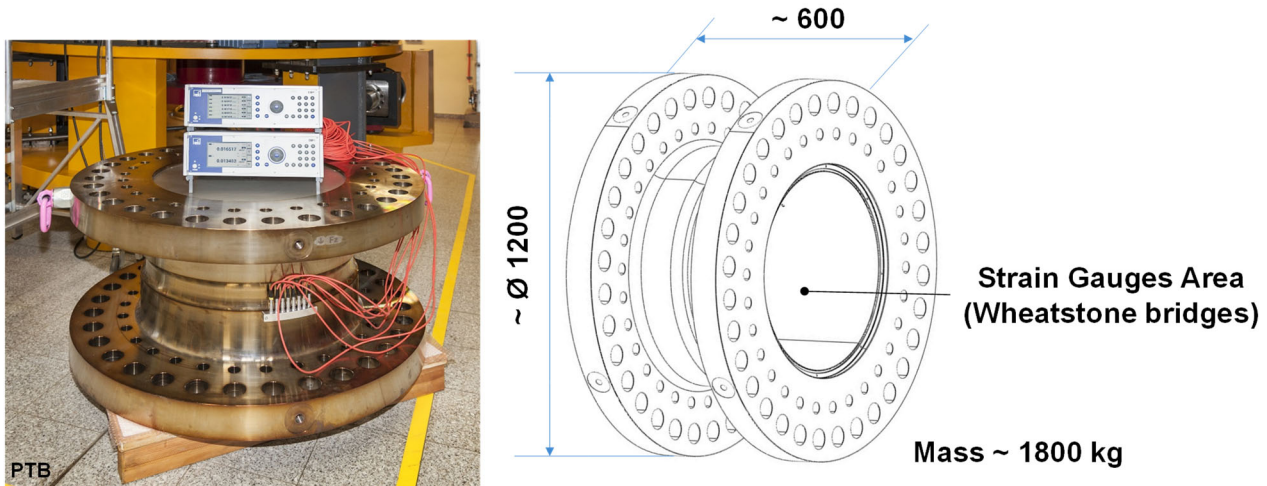 PTB
~ 600
~ Ø 1200
Strain Gauges Area
(Wheatstone bridges)
Mass ~ 1800 kg